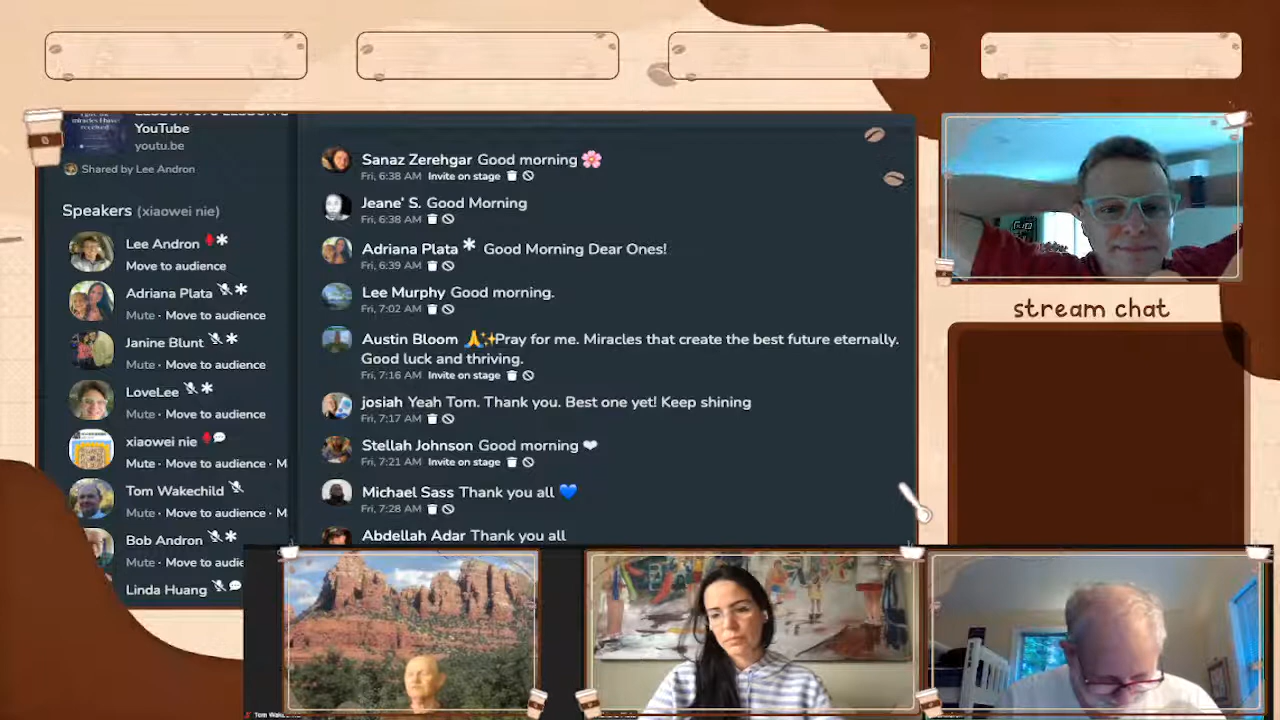 YouTube
youtu.be
Shared by Lee Andron
Speakers (xiaowei nie)
Lee Andron
Move to audience
Adriana Plata
Mute · Move to audience
Janine Blunt
Mute · Move to audience
LoveLee
Mute · Move to audience
xiaowei nie
Mute · Move to audience · M
Tom Wakechild
Mute · Move to audience · M
Bob Andron
Mute · Move to audie
Linda Huang
Sanaz Zerehgar Good morning 🌸
Fri, 6:38 AM Invite on stage
Jeane' S. Good Morning
Fri, 6:38 AM
Adriana Plata * Good Morning Dear Ones!
Fri, 6:39 AM
Lee Murphy Good morning.
Fri, 7:02 AM
Austin Bloom 🙏✨Pray for me. Miracles that create the best future eternally.
Good luck and thriving.
Fri, 7:16 AM Invite on stage
josiah Yeah Tom. Thank you. Best one yet! Keep shining
Fri, 7:17 AM
Stellah Johnson Good morning ❤
Fri, 7:21 AM Invite on stage
Michael Sass Thank you all 💙
Fri, 7:28 AM
Abdellah Adar Thank you all
stream chat